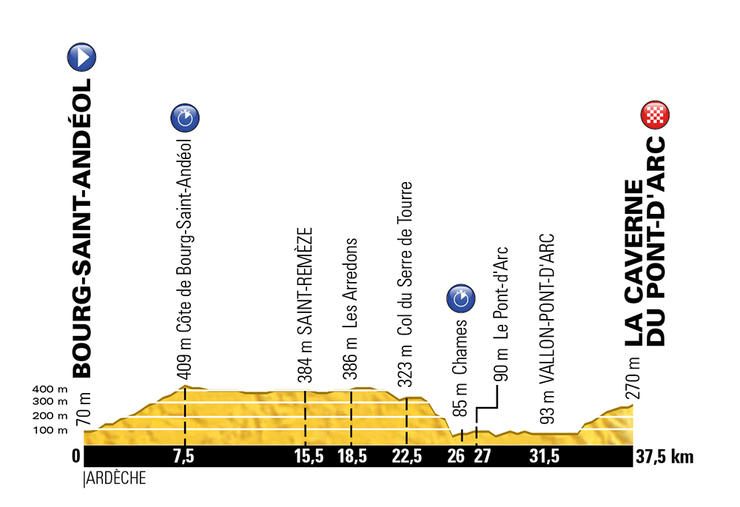 BOURG-SAINT-ANDÉOL
70 m
409 m Côte de Bourg-Saint-Andéol
384 m SAINT-REMÈZE
386 m Les Arredons
323 m Col du Serre de Tourre
85 m Chames
90 m Le Pont-d'Arc
93 m VALLON-PONT-D'ARC
270 m
LA CAVERNE
DU PONT-D'ARC
400 m
300 m
200 m
100 m
0 7,5 15,5 18,5 22,5 26 27 31,5 37,5 km
|ARDÈCHE